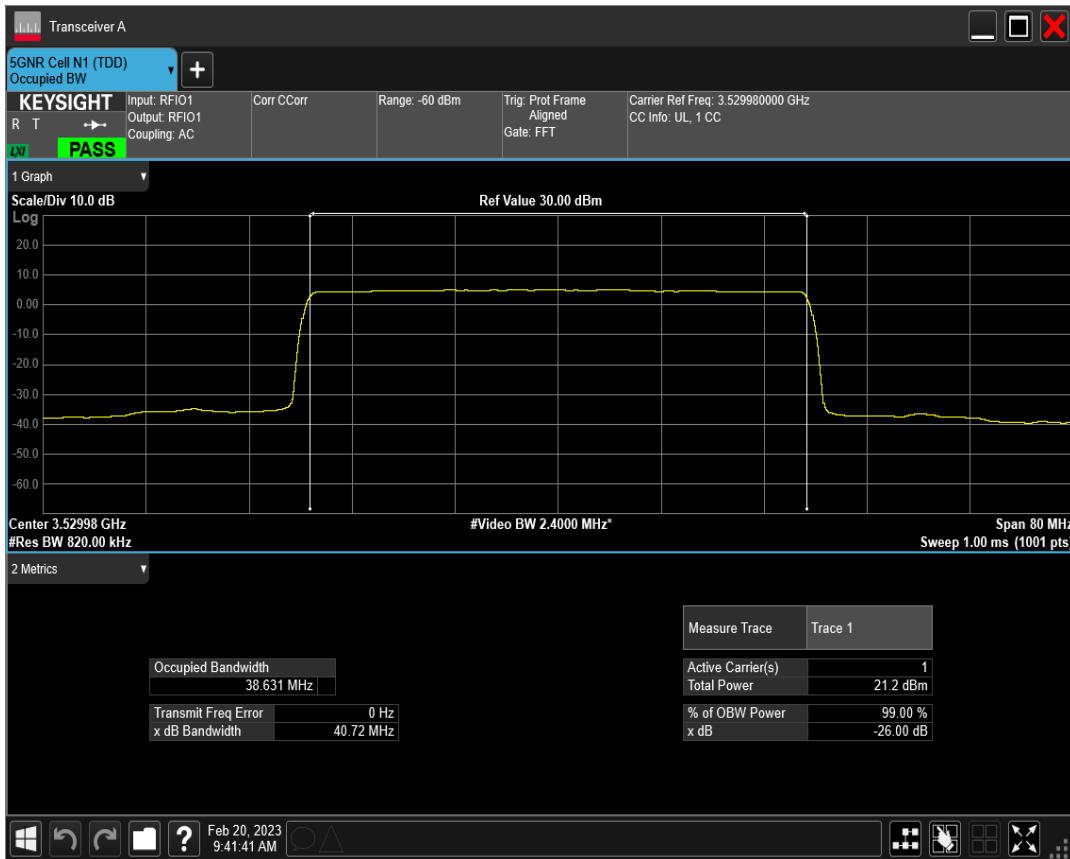 Transceiver A
5GNR Cell N1 (TDD)
Occupied BW
+
KEYSIGHT
R T
LXI
PASS
Input: RFIO1
Output: RFIO1
Coupling: AC
Corr CCorr
Range: -60 dBm
Trig: Prot Frame
Aligned
Gate: FFT
Carrier Ref Freq: 3.529980000 GHz
CC Info: UL, 1 CC
1 Graph
Scale/Div 10.0 dB
Ref Value 30.00 dBm
Log
20.0
10.0
0.00
-10.0
-20.0
-30.0
-40.0
-50.0
-60.0
Center 3.52998 GHz
#Video BW 2.4000 MHz*
Span 80 MHz
#Res BW 820.00 kHz
Sweep 1.00 ms (1001 pts)
2 Metrics
Measure Trace Trace 1
Occupied Bandwidth
38.631 MHz
Active Carrier(s) 1
Total Power 21.2 dBm
Transmit Freq Error 0 Hz
x dB Bandwidth 40.72 MHz
% of OBW Power 99.00 %
x dB -26.00 dB
?
Feb 20, 2023
9:41:41 AM